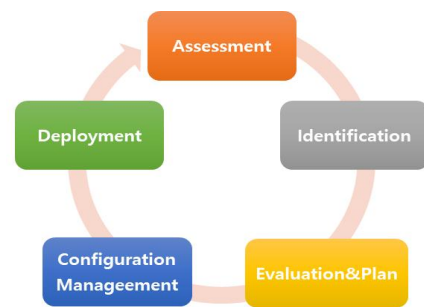 Assessment
Identification
Evaluation&Plan
Configuration
Manageement
Deployment